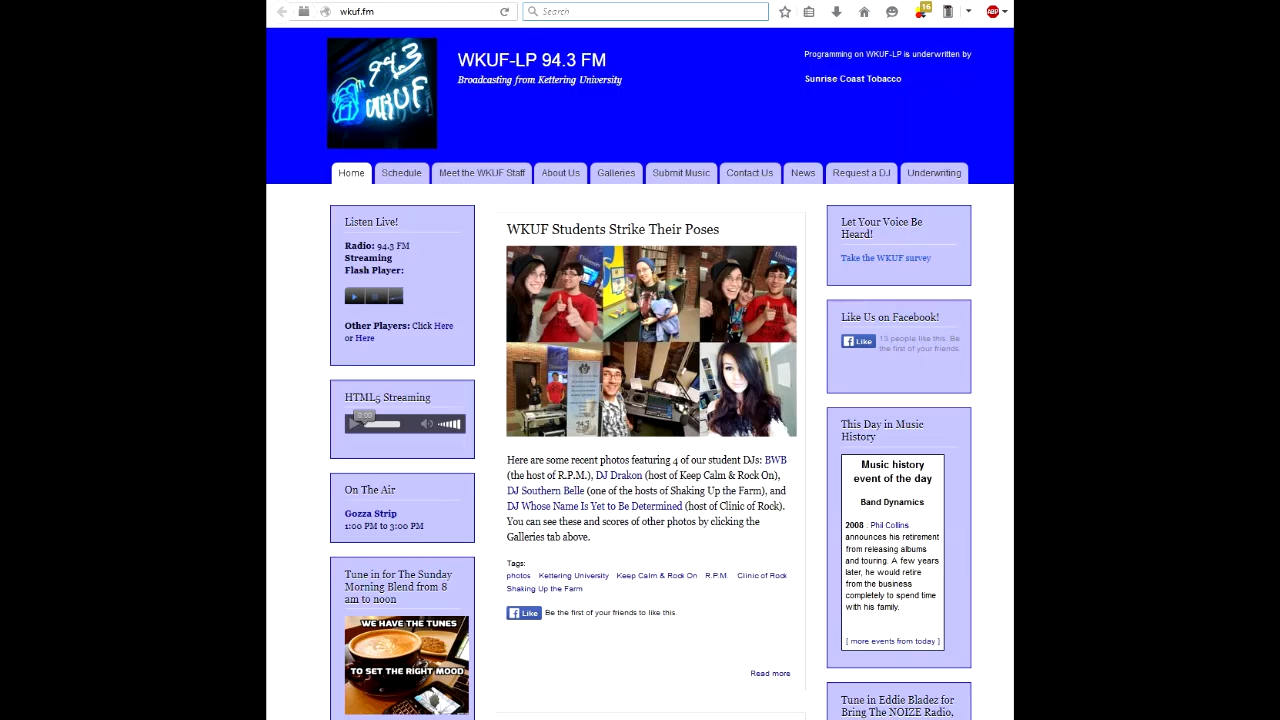 wkuf.fm
Search
16
ABP
94.3
WKUF
WKUF-LP 94.3 FM
Broadcasting from Kettering University
Programming on WKUF-LP is underwritten by
Sunrise Coast Tobacco
Home Schedule Meet the WKUF Staff About Us Galleries Submit Music Contact Us News Request a DJ Underwriting
Listen Live!
Radio: 94.3 FM
Streaming
Flash Player:
Other Players: Click Here
or Here
HTML5 Streaming
0:00
On The Air
Gozza Strip
1:00 PM to 3:00 PM
Tune in for The Sunday
Morning Blend from 8
am to noon
WE HAVE THE TUNES
TO SET THE RIGHT MOOD
WKUF Students Strike Their Poses
Here are some recent photos featuring 4 of our student DJs: BWB
(the host of R.P.M.), DJ Drakon (host of Keep Calm & Rock On),
DJ Southern Belle (one of the hosts of Shaking Up the Farm), and
DJ Whose Name Is Yet to Be Determined (host of Clinic of Rock).
You can see these and scores of other photos by clicking the
Galleries tab above.
Tags:
photos Kettering University Keep Calm & Rock On R.P.M. Clinic of Rock
Shaking Up the Farm
Like Be the first of your friends to like this.
Read more
Let Your Voice Be
Heard!
Take the WKUF survey
Like Us on Facebook!
Like 13 people like this. Be
the first of your friends.
This Day in Music
History
Music history
event of the day
Band Dynamics
2008 . Phil Collins
announces his retirement
from releasing albums
and touring. A few years
later, he would retire
from the business
completely to spend time
with his family.
[ more events from today ]
Tune in Eddie Bladez for
Bring The NOIZE Radio,